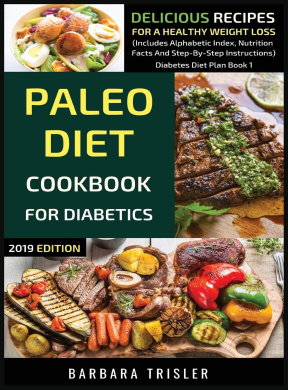 DELICIOUS RECIPES
FOR A HEALTHY WEIGHT LOSS
(Includes Alphabetic Index, Nutrition
Facts And Step-By-Step Instructions)
Diabetes Diet Plan Book 1
PALEO
DIET
COOKBOOK
FOR DIABETICS
2019 EDITION
BARBARA TRISLER